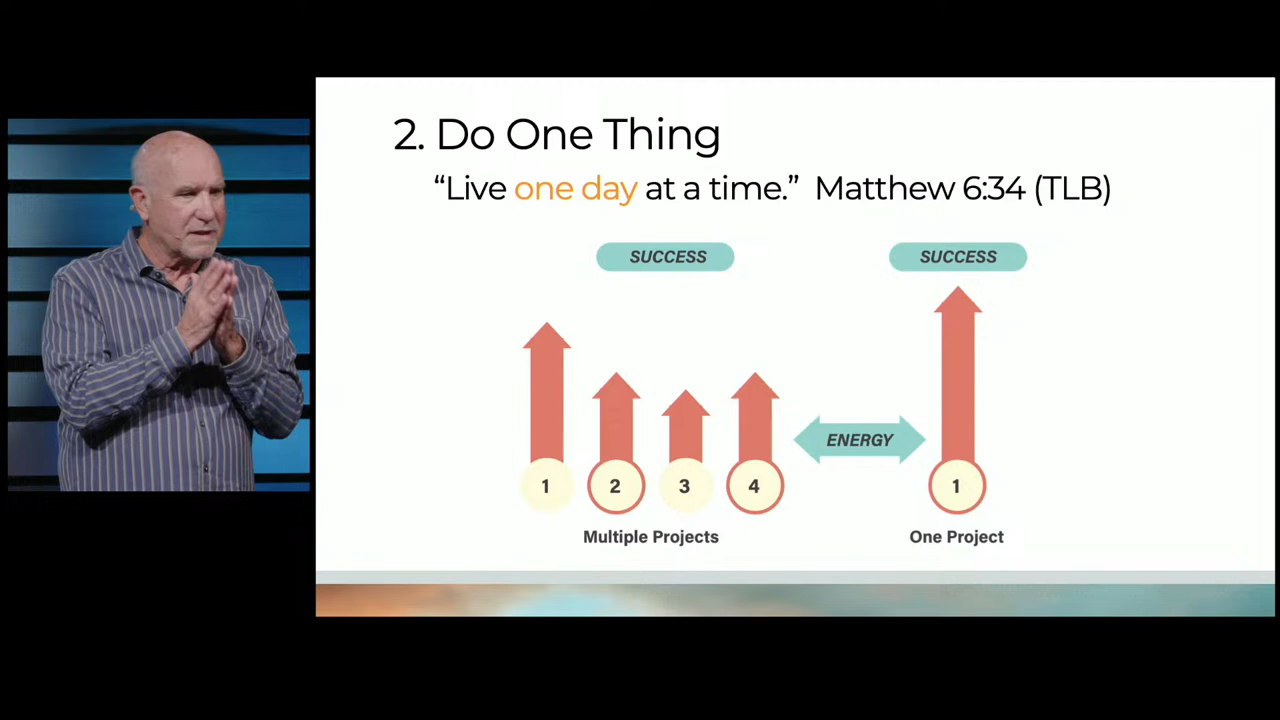 2. Do One Thing
“Live one day at a time.” Matthew 6:34 (TLB)
SUCCESS SUCCESS
ENERGY
1 2 3 4 1
Multiple Projects One Project